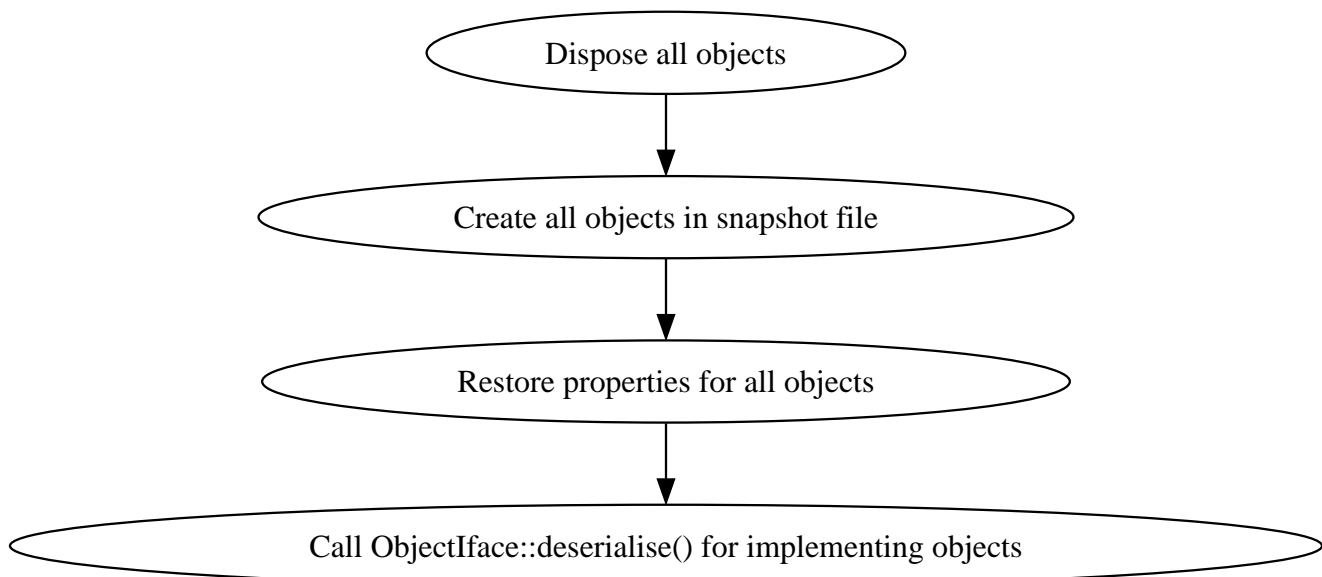 Dispose all objects
Create all objects in snapshot file
Restore properties for all objects
Call ObjectIface::deserialise() for implementing objects